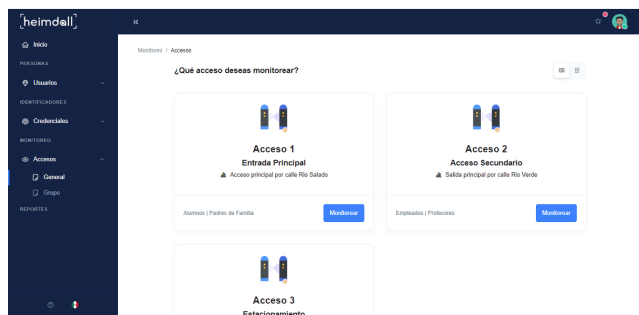 [heimdall]
Inicio
PERSONAS
Usuarios
IDENTIFICADORES
Credenciales
MONITOREO
Accesos
General
Grupo
REPORTES
Monitoreo / Accesos
¿Qué acceso deseas monitorear?
Acceso 1
Entrada Principal
Acceso principal por calle Río Salado
Alumnos | Padres de Familia
Monitorear
Acceso 2
Acceso Secundario
Salida principal por calle Río Verde
Empleados | Profesores
Monitorear
Acceso 3
Estacionamiento